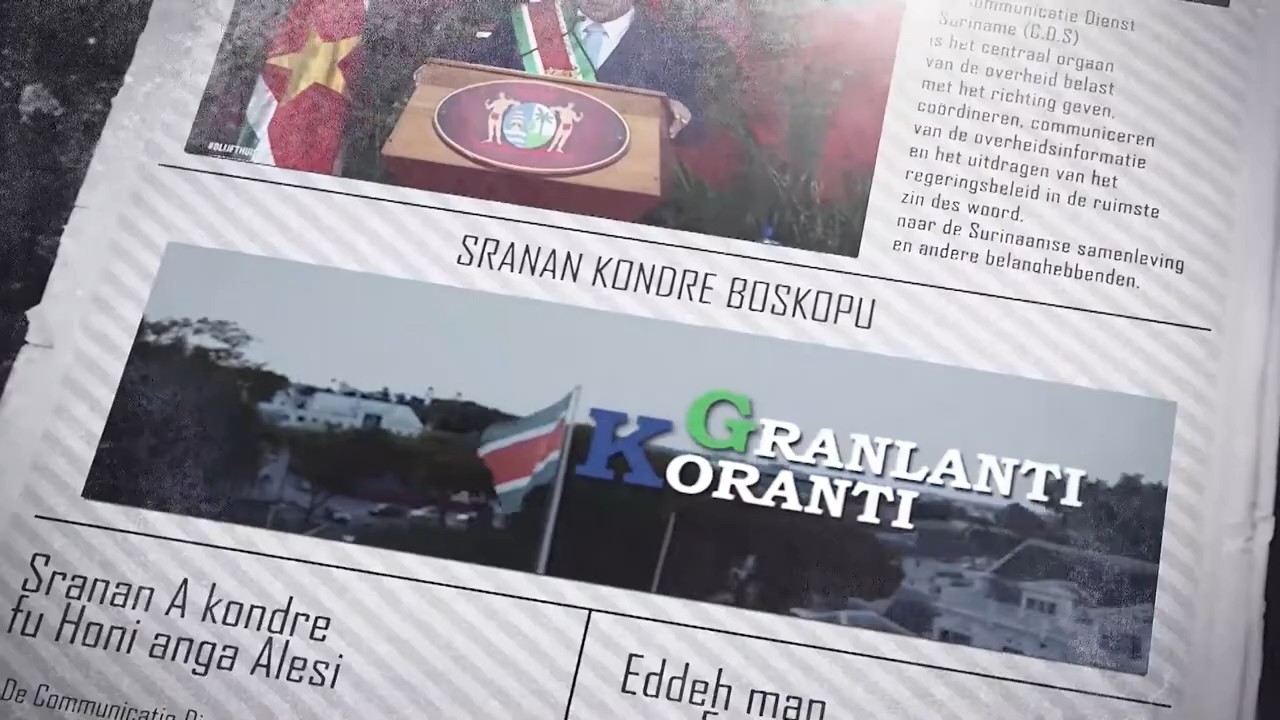 Communicatie Dienst
Suriname (C.D.S)
is het centraal orgaan
van de overheid belast
met het richting geven,
coördineren, communiceren
van de overheidsinformatie
en het uitdragen van het
regeringsbeleid in de ruimste
zin des woord,
naar de Surinaamse samenleving
en andere belanghebbenden.
SRANAN KONDRE BOSKOPU
GRANLANTI
KORANTI
Sranan A kondre
fu Honi anga Alesi
De Communicatie
Eddeh man